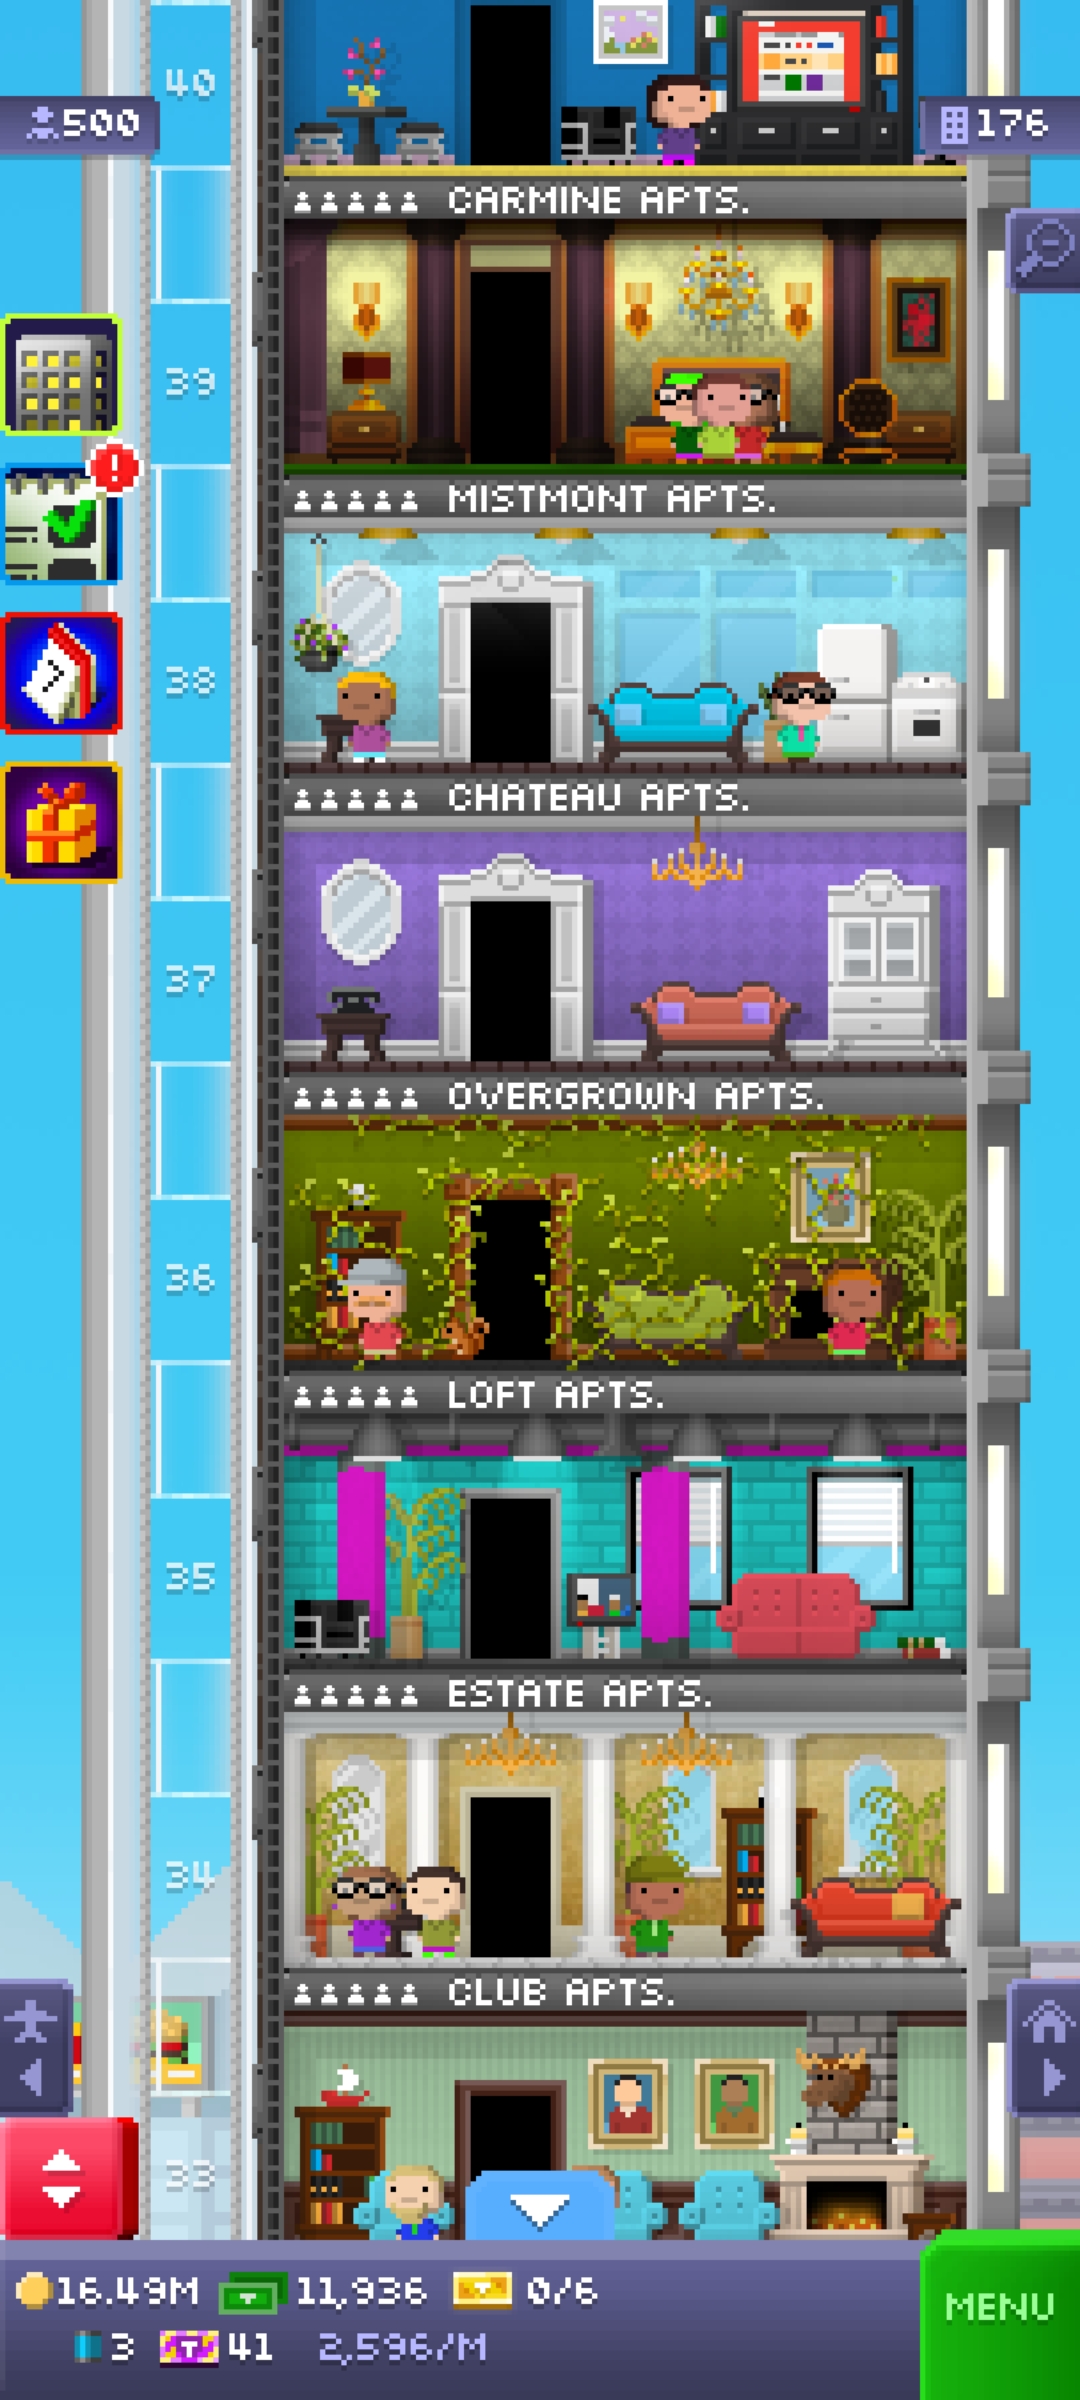 40
500
176
CARMINE APTS.
39
MISTMONT APTS.
38
CHATEAU APTS.
37
OVERGROWN APTS.
36
LOFT APTS.
35
ESTATE APTS.
34
CLUB APTS.
33
16.49M 11,936 0/6
MENU
3 T 41 2,596/M